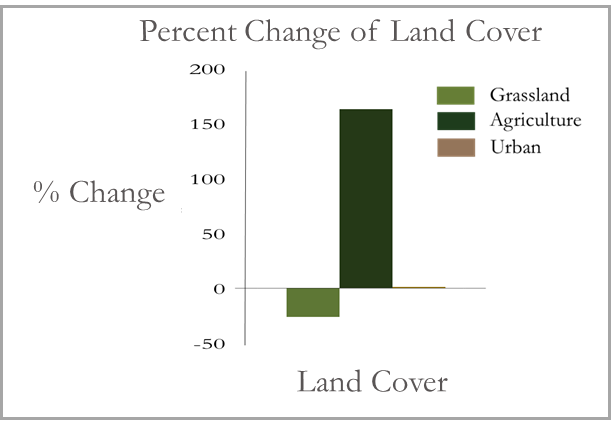 Percent Change of Land Cover
200
Grassland
Agriculture
150
Urban
% Change
100
50
0
-50
Land Cover